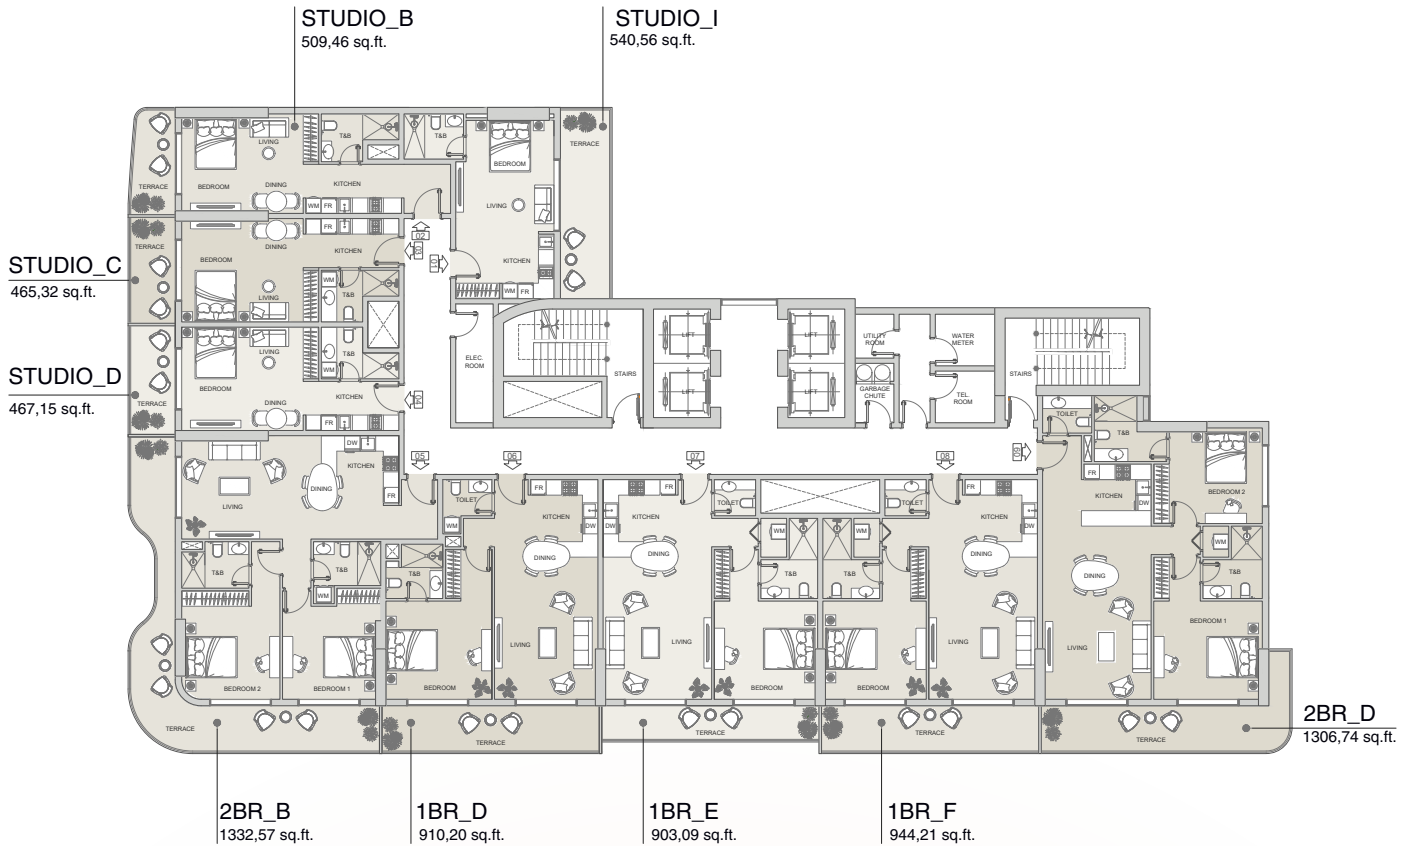 STUDIO_B
509,46 sq.ft.
STUDIO_I
540,56 sq.ft.
LIVING
T&B
T&B
BEDROOM
TERRACE
TERRACE
BEDROOM
DINING
KITCHEN
LIVING
WM
FR
02
TERRACE
DINING
FR
BEDROOM
KITCHEN
03
01
KITCHEN
STUDIO_C
465,32 sq.ft.
LIVING
WM
T&B
WM
FR
LIVING
T&B
WM
ELEC.
ROOM
STAIRS
LIFT
LIFT
LIFT
LIFT
UTILITY
ROOM
WATER
METER
GARBAGE
CHUTE
TEL.
ROOM
STAIRS
STUDIO_D
467,15 sq.ft.
TERRACE
BEDROOM
KITCHEN
DINING
FR
04
TOILET
T&B
DW
KITCHEN
05
06
07
08
09
DINING
FR
LIVING
TOILET
WM
FR
KITCHEN
DW
DINING
FR
KITCHEN
DW
DINING
TOILET
TOILET
FR
KITCHEN
DW
DINING
FR
KITCHEN
DW
BEDROOM 2
WM
WM
WM
T&B
T&B
WM
T&B
T&B
T&B
DINING
T&B
LIVING
LIVING
LIVING
LIVING
BEDROOM 1
BEDROOM 2
BEDROOM 1
BEDROOM
BEDROOM
BEDROOM
TERRACE
TERRACE
TERRACE
TERRACE
TERRACE
2BR_D
1306,74 sq.ft.
2BR_B
1332,57 sq.ft.
1BR_D
910,20 sq.ft.
1BR_E
903,09 sq.ft.
1BR_F
944,21 sq.ft.